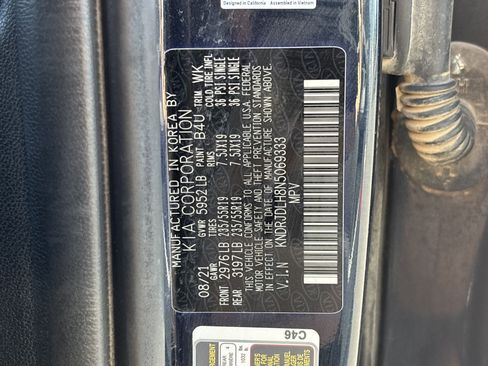 Designed in California Assembled in Vietnam
MANUFACTURED IN KOREA BY
KIA CORPORATION
GVWR 5952 LB PAINT B4U TRIM WK
08/21 GAWR TIRES RIMS COLD TIRE INFL
FRONT 2976 LB 235/55R19 7.5JX19 36 PSI SINGLE
REAR 3197 LB 235/55R19 7.5JX19 36 PSI SINGLE
THIS VEHICLE CONFORMS TO ALL APPLICABLE U.S.A. FEDERAL
MOTOR VEHICLE SAFETY AND THEFT PREVENTION STANDARDS
IN EFFECT ON THE DATE OF MANUFACTURE SHOWN ABOVE.
V.I.N KNDRJDLH8N5069333
MPV
C46